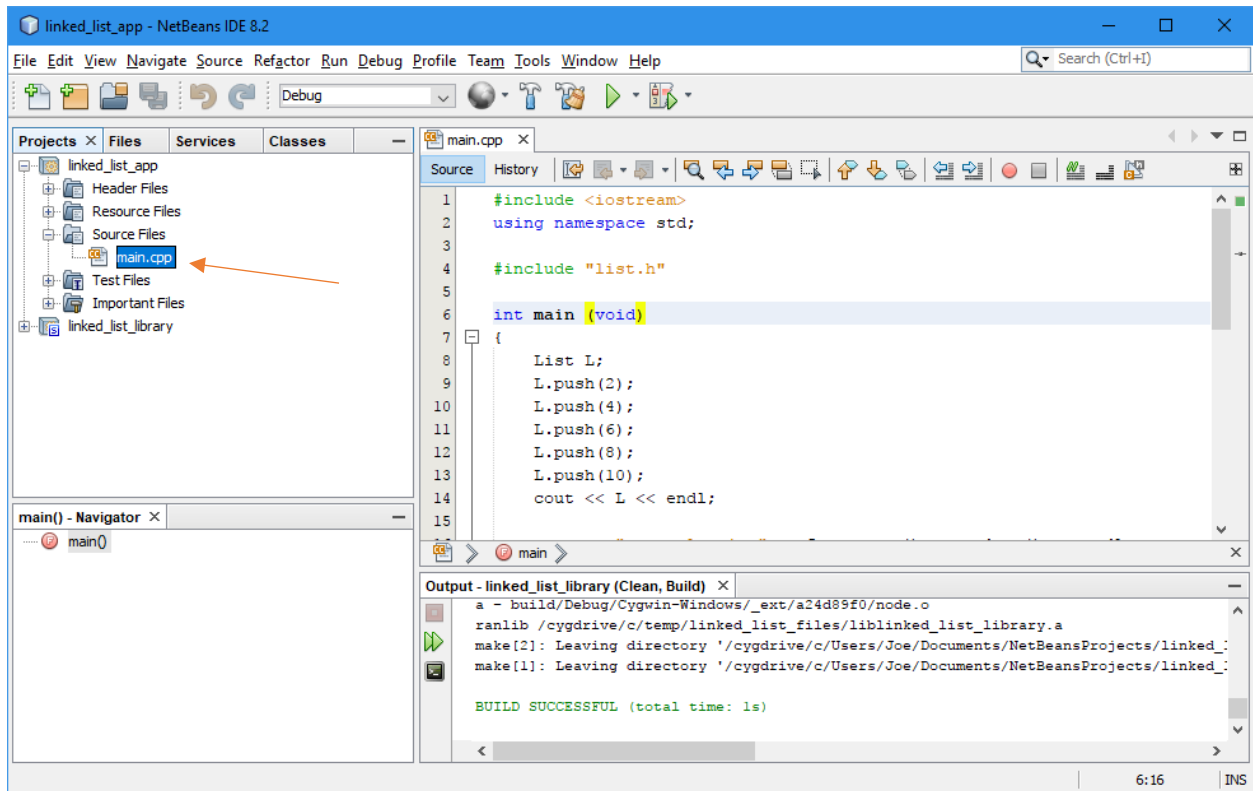 linked_list_app - NetBeans IDE 8.2
File Edit View Navigate Source Refactor Run Debug Profile Team Tools Window Help
Search (Ctrl+I)
Debug
Projects Files Services Classes
linked_list_app
Header Files
Resource Files
Source Files
main.cpp
Test Files
Important Files
linked_list_library
main() - Navigator
main()
main.cpp
Source History
1 #include <iostream>
2 using namespace std;
3
4 #include "list.h"
5
6 int main (void)
7 {
8 List L;
9 L.push(2);
10 L.push(4);
11 L.push(6);
12 L.push(8);
13 L.push(10);
14 cout << L << endl;
15
main
Output - linked_list_library (Clean, Build)
a - build/Debug/Cygwin-Windows/_ext/a24d89f0/node.o
ranlib /cygdrive/c/temp/linked_list_files/liblinked_list_library.a
make[2]: Leaving directory '/cygdrive/c/Users/Joe/Documents/NetBeansProjects/linked_
make[1]: Leaving directory '/cygdrive/c/Users/Joe/Documents/NetBeansProjects/linked_
BUILD SUCCESSFUL (total time: 1s)
6:16 INS